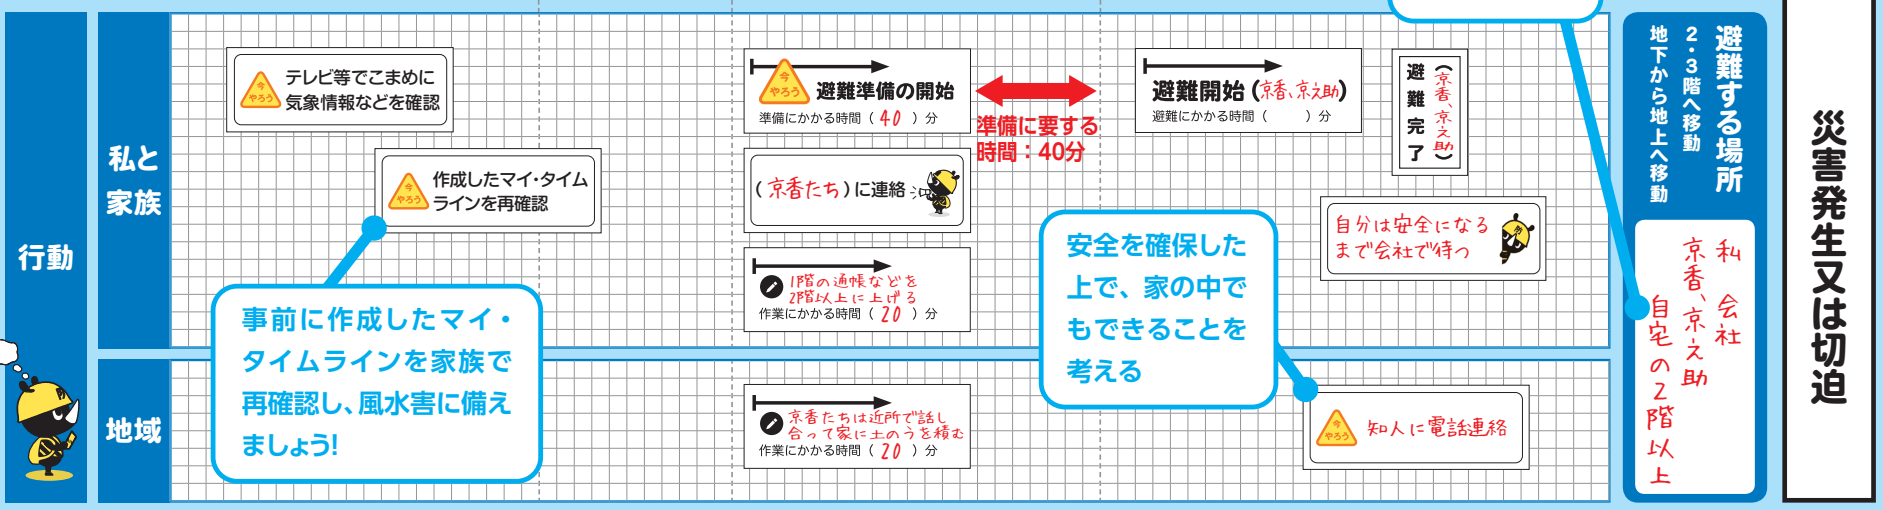 行動
私と
家族
地域
今
やろう
テレビ等でこまめに
気象情報などを確認
今
やろう
作成したマイ・タイム
ラインを再確認
事前に作成したマイ・
タイムラインを家族で
再確認し、風水害に備え
ましょう!
今
やろう
避難準備の開始
準備にかかる時間（ 40 ）分
準備に要する
時間：40分
（京香たち）に連絡
1階の通帳などを
2階以上に上げる
作業にかかる時間（ 20 ）分
京香たちは近所で話し
合って家に土のうを積む
作業にかかる時間（ 20 ）分
避難開始（京香、京之助）
避難にかかる時間（ ）分
避難完了
（京香、京之助）
自分は安全になる
まで会社で待つ
安全を確保した
上で、家の中で
もできることを
考える
今
やろう
知人に電話連絡
避難する場所
2・3階へ移動
地下から地上へ移動
私 会社
京香、京之助
自宅の2階以上
災害発生又は切迫